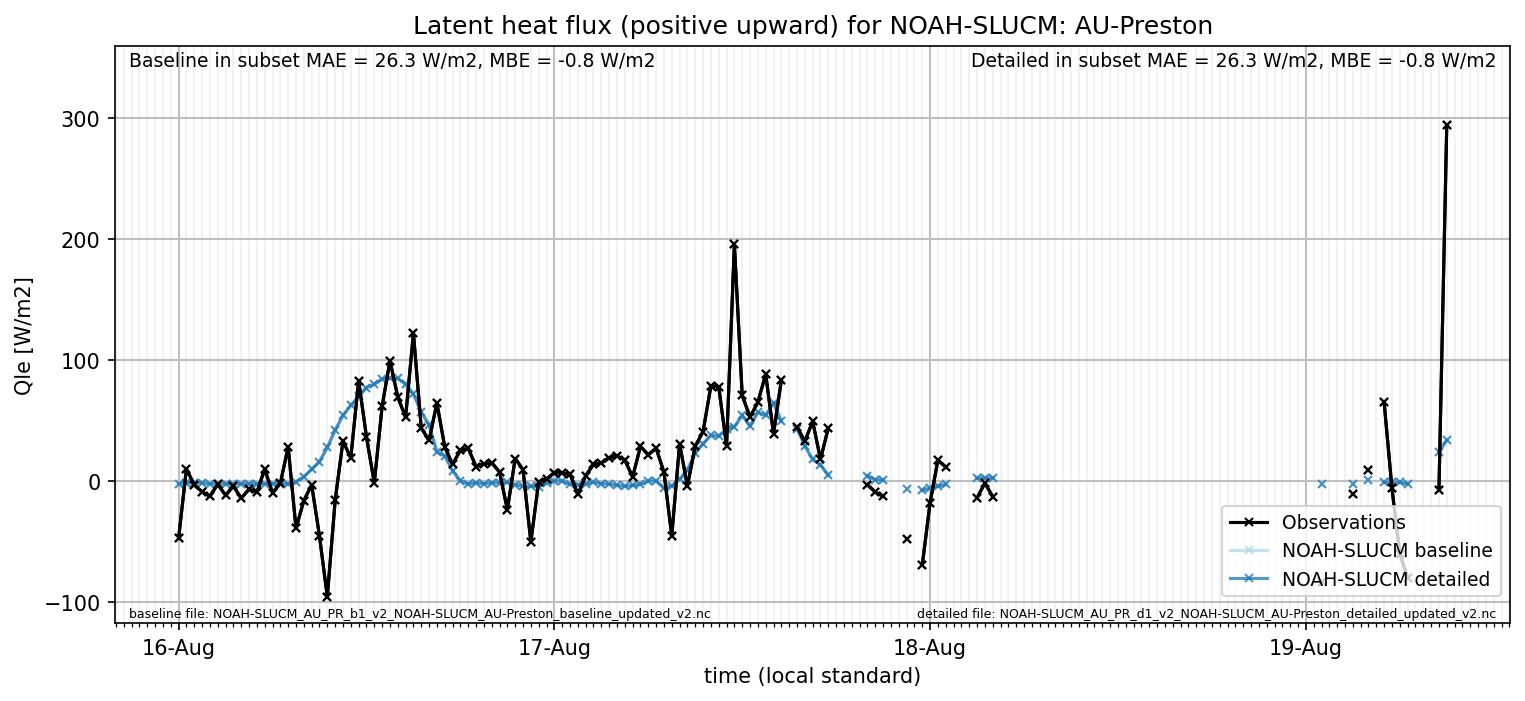 Latent heat flux (positive upward) for NOAH-SLUCM: AU-Preston
Baseline in subset MAE = 26.3 W/m2, MBE = -0.8 W/m2
Detailed in subset MAE = 26.3 W/m2, MBE = -0.8 W/m2
Qle [W/m2]
300
200
100
0
−100
Observations
NOAH-SLUCM baseline
NOAH-SLUCM detailed
baseline file: NOAH-SLUCM_AU_PR_b1_v2_NOAH-SLUCM_AU-Preston_baseline_updated_v2.nc
detailed file: NOAH-SLUCM_AU_PR_d1_v2_NOAH-SLUCM_AU-Preston_detailed_updated_v2.nc
16-Aug
17-Aug
18-Aug
19-Aug
time (local standard)